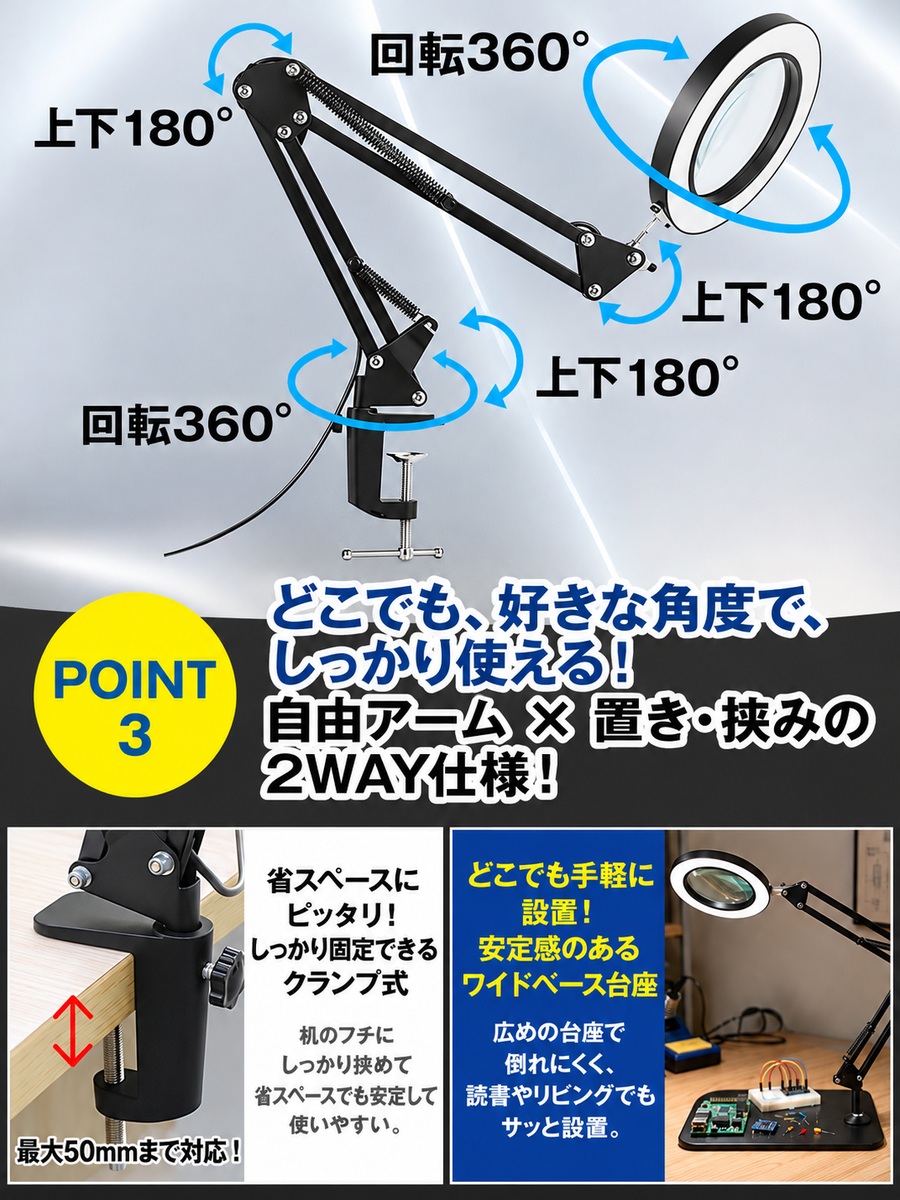 回転360°
上下180°
上下180°
上下180°
回転360°
POINT
3
どこでも、好きな角度で、
しっかり使える!
自由アーム × 置き・挟みの
2WAY仕様!
省スペースに
ピッタリ!
しっかり固定できる
クランプ式
机のフチに
しっかり挟めて
省スペースでも安定して
使いやすい。
最大50mmまで対応!
どこでも手軽に
設置!
安定感のある
ワイドベース台座
広めの台座で
倒れにくく、
読書やリビングでも
サッと設置。